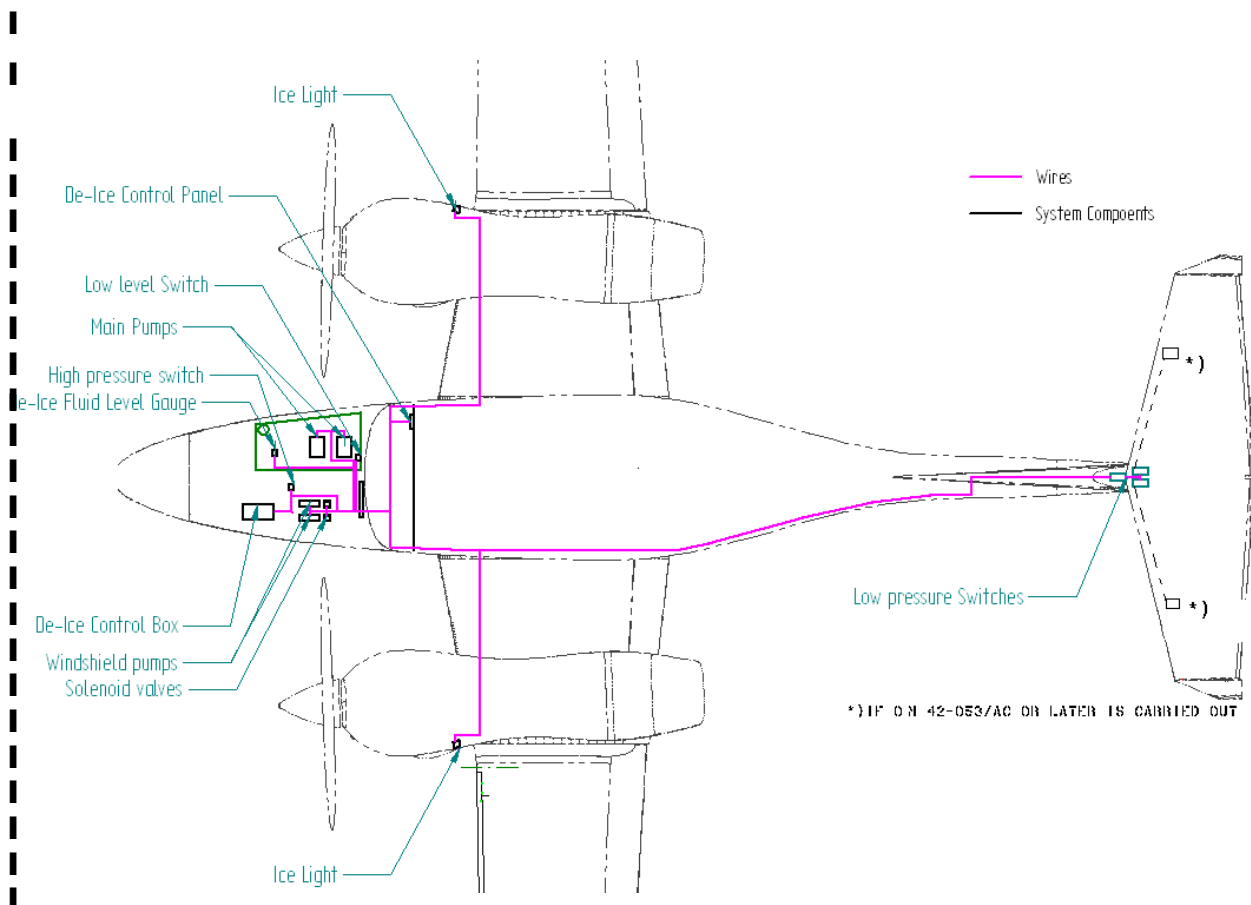 Ice Light
De-Ice Control Panel
Wires
System Compoents
Low level Switch
Main Pumps
High pressure switch
e-Ice Fluid Level Gauge
*)
Low pressure Switches
*)
De-Ice Control Box
Windshield pumps
Solenoid valves
*)IF 42-053/AC OR LATER IS CARRIED OUT
Ice Light